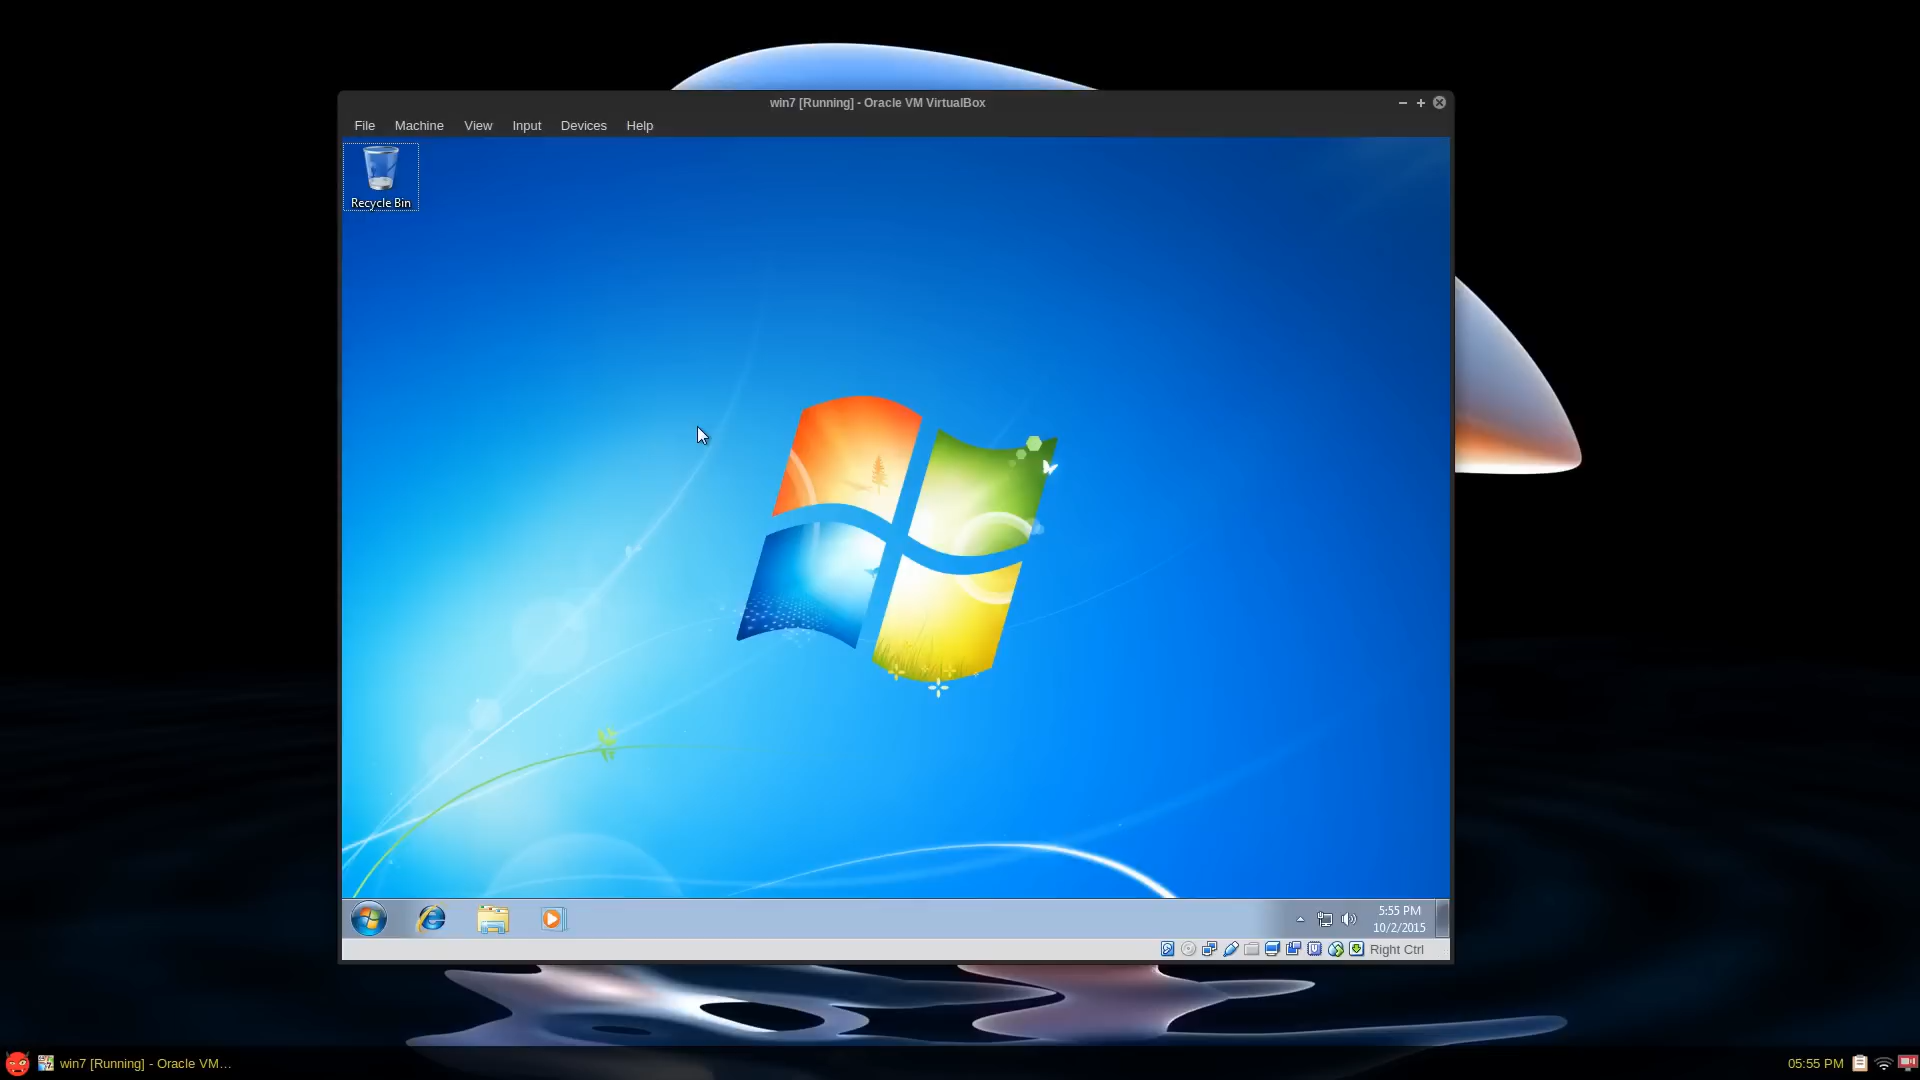 win7 [Running] - Oracle VM VirtualBox
File Machine View Input Devices Help
Recycle Bin
5:55 PM
10/2/2015
Right Ctrl
win7 [Running] - Oracle VM...
05:55 PM